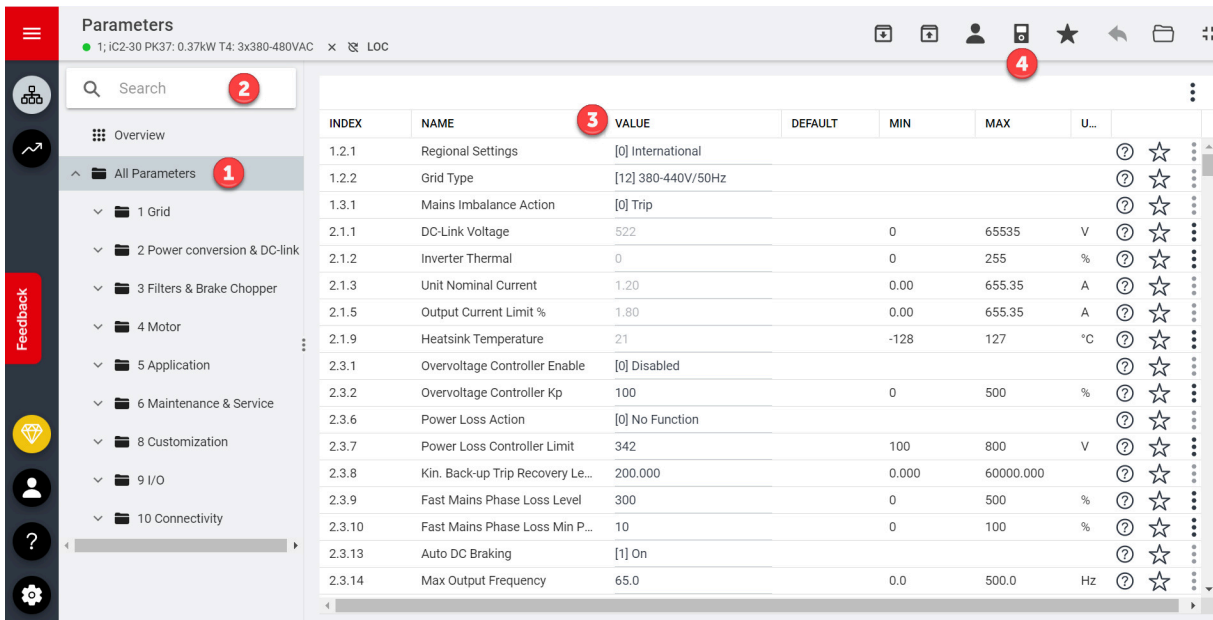 Parameters
1; iC2-30 PK37: 0.37kW T4: 3x380-480VAC LOC
4
Search 2
INDEX NAME 3 VALUE DEFAULT MIN MAX U...
Overview
All Parameters 1
1 Grid
2 Power conversion & DC-link
3 Filters & Brake Chopper
4 Motor
5 Application
6 Maintenance & Service
8 Customization
9 I/O
10 Connectivity
Feedback
1.2.1 Regional Settings [0] International
1.2.2 Grid Type [12] 380-440V/50Hz
1.3.1 Mains Imbalance Action [0] Trip
2.1.1 DC-Link Voltage 522 0 65535 V
2.1.2 Inverter Thermal 0 0 255 %
2.1.3 Unit Nominal Current 1.20 0.00 655.35 A
2.1.5 Output Current Limit % 1.80 0.00 655.35 A
2.1.9 Heatsink Temperature 21 -128 127 °C
2.3.1 Overvoltage Controller Enable [0] Disabled
2.3.2 Overvoltage Controller Kp 100 0 500 %
2.3.6 Power Loss Action [0] No Function
2.3.7 Power Loss Controller Limit 342 100 800 V
2.3.8 Kin. Back-up Trip Recovery Le... 200.000 0.000 60000.000
2.3.9 Fast Mains Phase Loss Level 300 0 500 %
2.3.10 Fast Mains Phase Loss Min P... 10 0 100 %
2.3.13 Auto DC Braking [1] On
2.3.14 Max Output Frequency 65.0 0.0 500.0 Hz